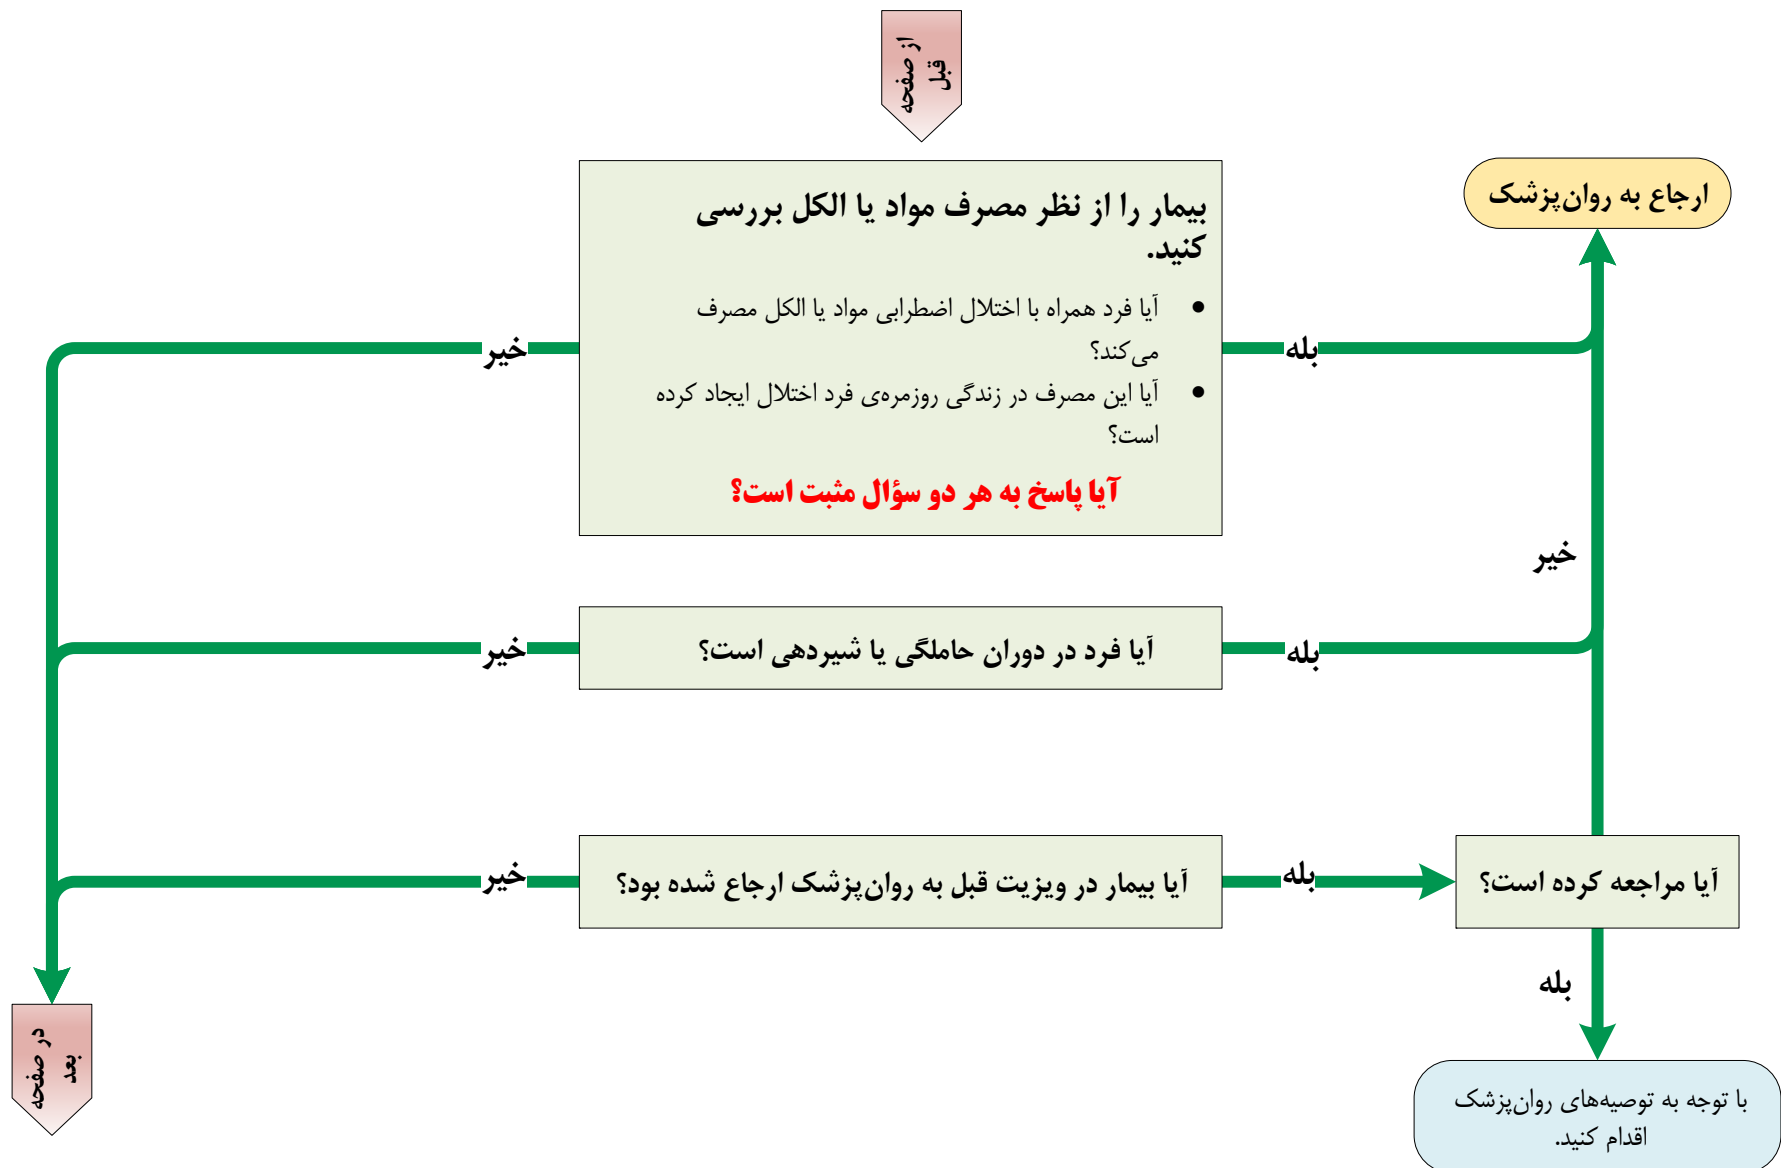 از صفحه
قبل
بیمار را از نظر مصرف مواد یا الکل بررسی
کنید.
ارجاع به روان‌پزشک
• آیا فرد همراه با اختلال اضطرابی مواد یا الکل مصرف
می‌کند؟
• آیا این مصرف در زندگی روزمره‌ی فرد اختلال ایجاد کرده
است؟
آیا پاسخ به هر دو سؤال مثبت است؟
بله
خیر
خیر
آیا فرد در دوران حاملگی یا شیردهی است؟
بله
خیر
آیا بیمار در ویزیت قبل به روان‌پزشک ارجاع شده بود؟
بله
خیر
آیا مراجعه کرده است؟
بله
در صفحه
بعد
با توجه به توصیه‌های روان‌پزشک
اقدام کنید.